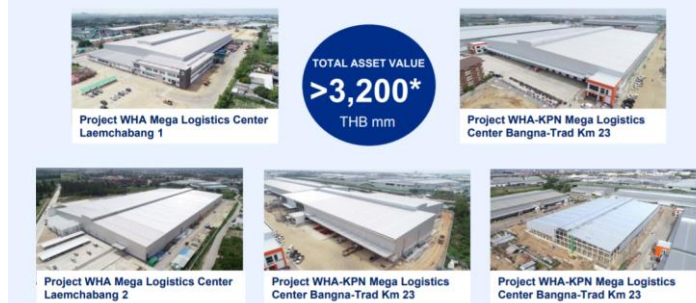 TOTAL ASSET VALUE
>3,200*
THB mm
Project WHA Mega Logistics Center
Laemchabang 1
Project WHA-KPN Mega Logistics
Center Bangna-Trad Km 23
Project WHA Mega Logistics Center
Laemchabang 2
Project WHA-KPN Mega Logistics
Center Bangna-Trad Km 23
Project WHA-KPN Mega Logistics
Center Bangna-Trad Km 23